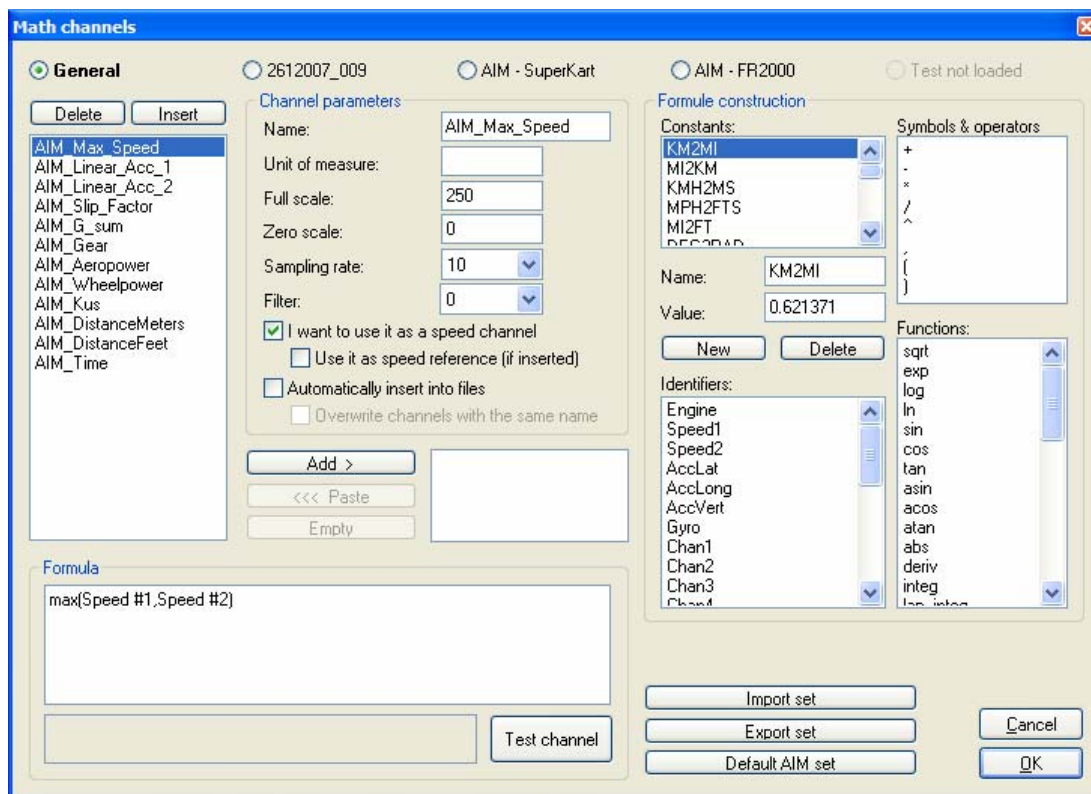 Math channels
General
2612007_009
AIM - SuperKart
AIM - FR2000
Test not loaded
Delete
Insert
AIM_Max_Speed
AIM_Linear_Acc_1
AIM_Linear_Acc_2
AIM_Slip_Factor
AIM_G_sum
AIM_Gear
AIM_Aeropower
AIM_Wheelpower
AIM_Kus
AIM_DistanceMeters
AIM_DistanceFeet
AIM_Time
Channel parameters
Name: AIM_Max_Speed
Unit of measure:
Full scale: 250
Zero scale: 0
Sampling rate: 10
Filter: 0
I want to use it as a speed channel
Use it as speed reference (if inserted)
Automatically insert into files
Overwrite channels with the same name
Add >
<<< Paste
Empty
Formula
max(Speed #1,Speed #2)
Test channel
Formule construction
Constants:
KM2MI
MI2KM
KMH2MS
MPH2FTS
MI2FT
DEG2RAD
Name: KM2MI
Value: 0.621371
New
Delete
Identifiers:
Engine
Speed1
Speed2
AccLat
AccLong
AccVert
Gyro
Chan1
Chan2
Chan3
Chan4
Symbols & operators
+
-
*
/
^
,
(
)
Functions:
sqrt
exp
log
ln
sin
cos
tan
asin
acos
atan
abs
deriv
integ
lap_integ
Import set
Export set
Default AIM set
Cancel
OK